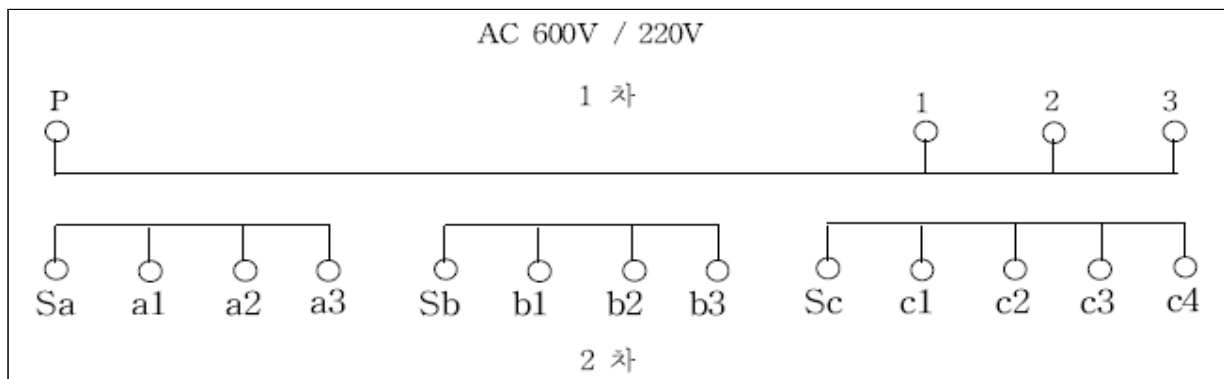 AC 600V / 220V
1 차
P 1 2 3
Sa a1 a2 a3 Sb b1 b2 b3 Sc c1 c2 c3 c4
2 차